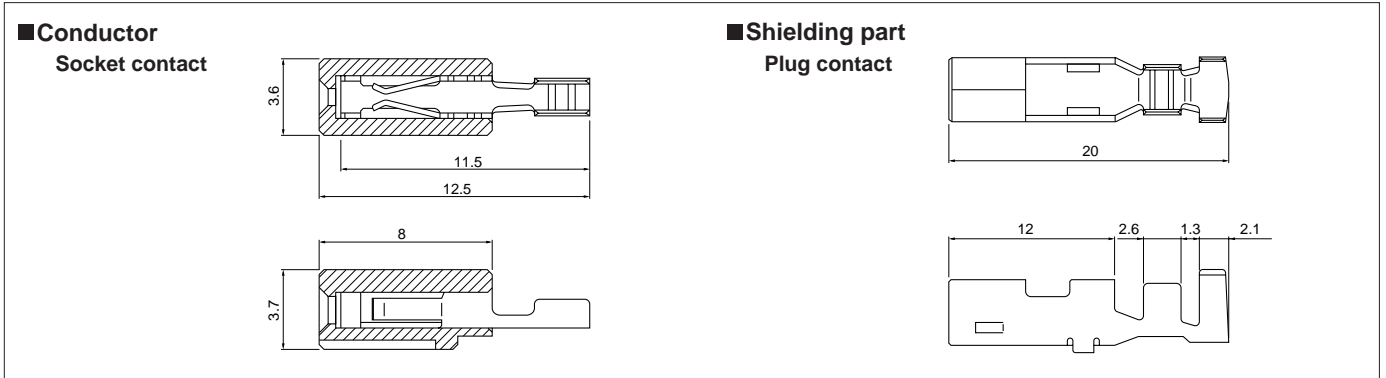 ■Conductor
Socket contact
3.6
11.5
12.5
8
3.7
■Shielding part
Plug contact
20
12 2.6 1.3 2.1